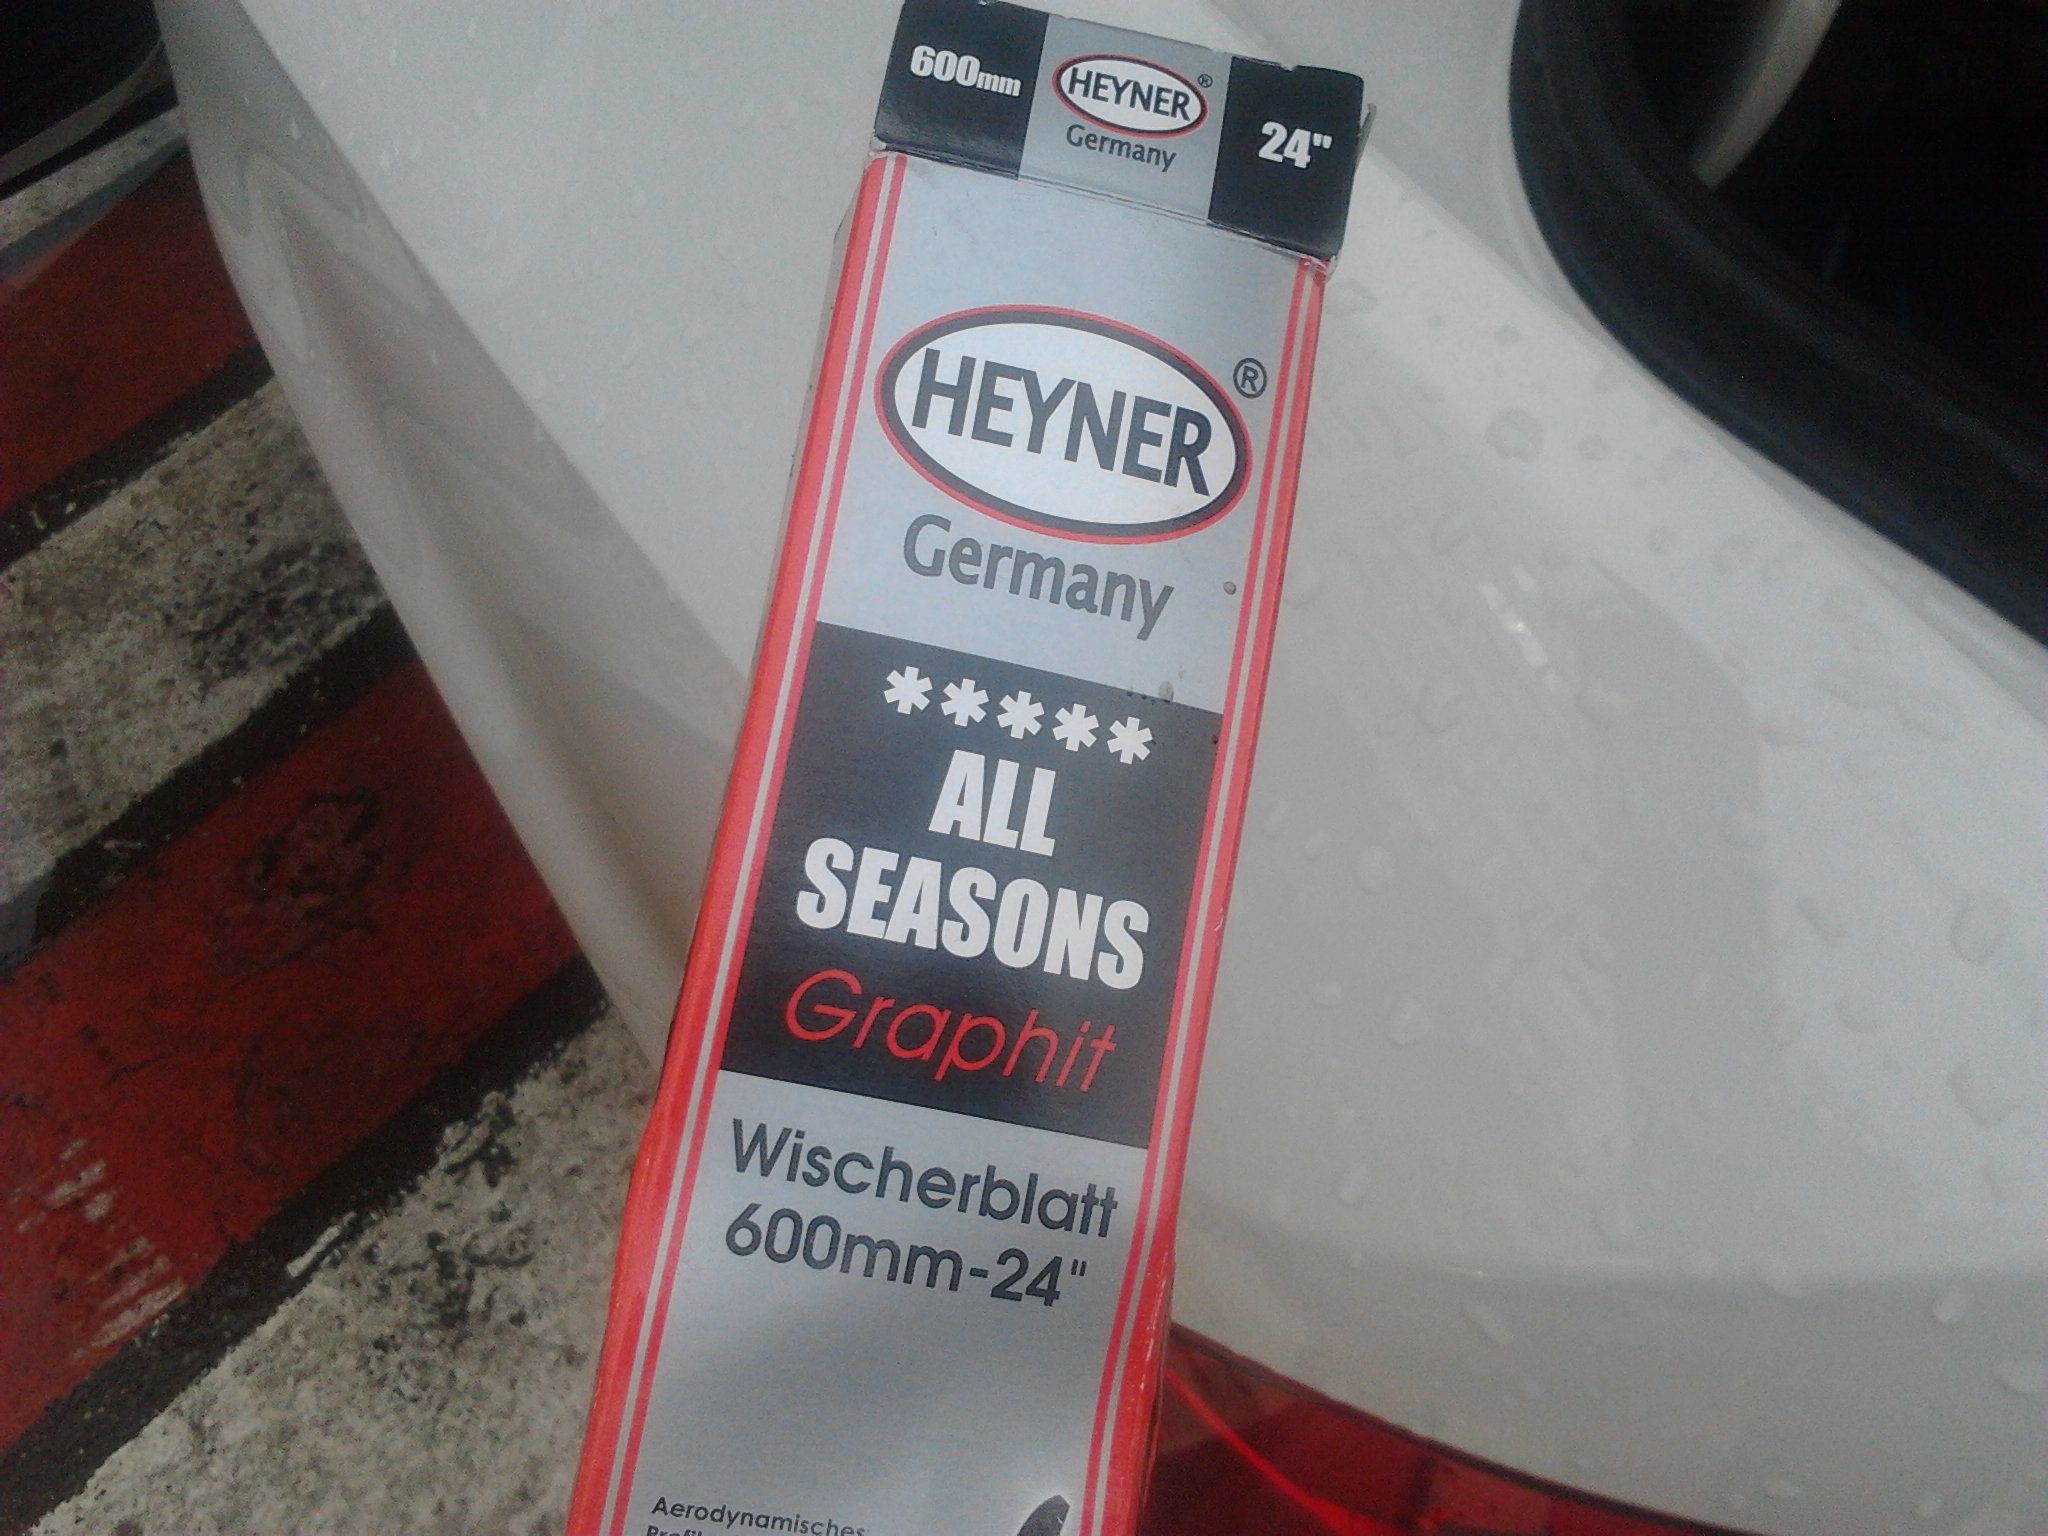 600mm
HEYNER®
Germany
24"
HEYNER®
Germany
*****
ALL
SEASONS
Graphit
Wischerblatt
600mm-24"
Aerodynamisches